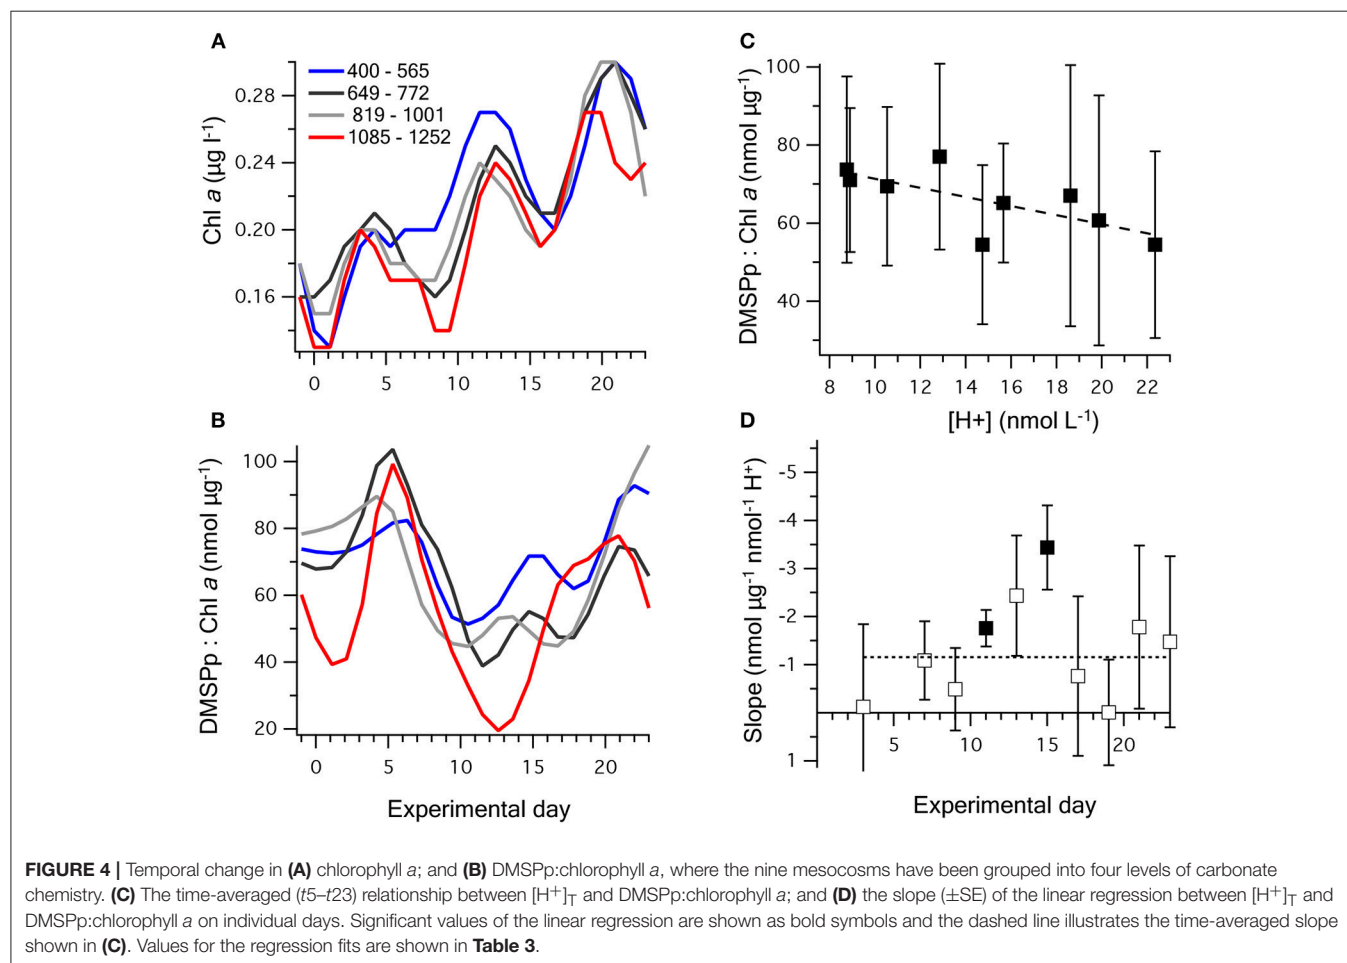 A
400 - 565
649 - 772
819 - 1001
1085 - 1252
Chl a (µg l-1)
0.28
0.24
0.20
0.16
0 5 10 15 20
B
DMSPp : Chl a (nmol µg-1)
100
80
60
40
20
0 5 10 15 20
Experimental day
C
DMSPp : Chl a (nmol µg-1)
100
80
60
40
8 10 12 14 16 18 20 22
[H+] (nmol L-1)
D
Slope (nmol µg-1 nmol-1 H+)
-5
-4
-3
-2
-1
1
5 10 15 20
Experimental day
FIGURE 4 | Temporal change in (A) chlorophyll a; and (B) DMSPp:chlorophyll a, where the nine mesocosms have been grouped into four levels of carbonate
chemistry. (C) The time-averaged (t5–t23) relationship between [H+]T and DMSPp:chlorophyll a; and (D) the slope (±SE) of the linear regression between [H+]T and
DMSPp:chlorophyll a on individual days. Significant values of the linear regression are shown as bold symbols and the dashed line illustrates the time-averaged slope
shown in (C). Values for the regression fits are shown in Table 3.